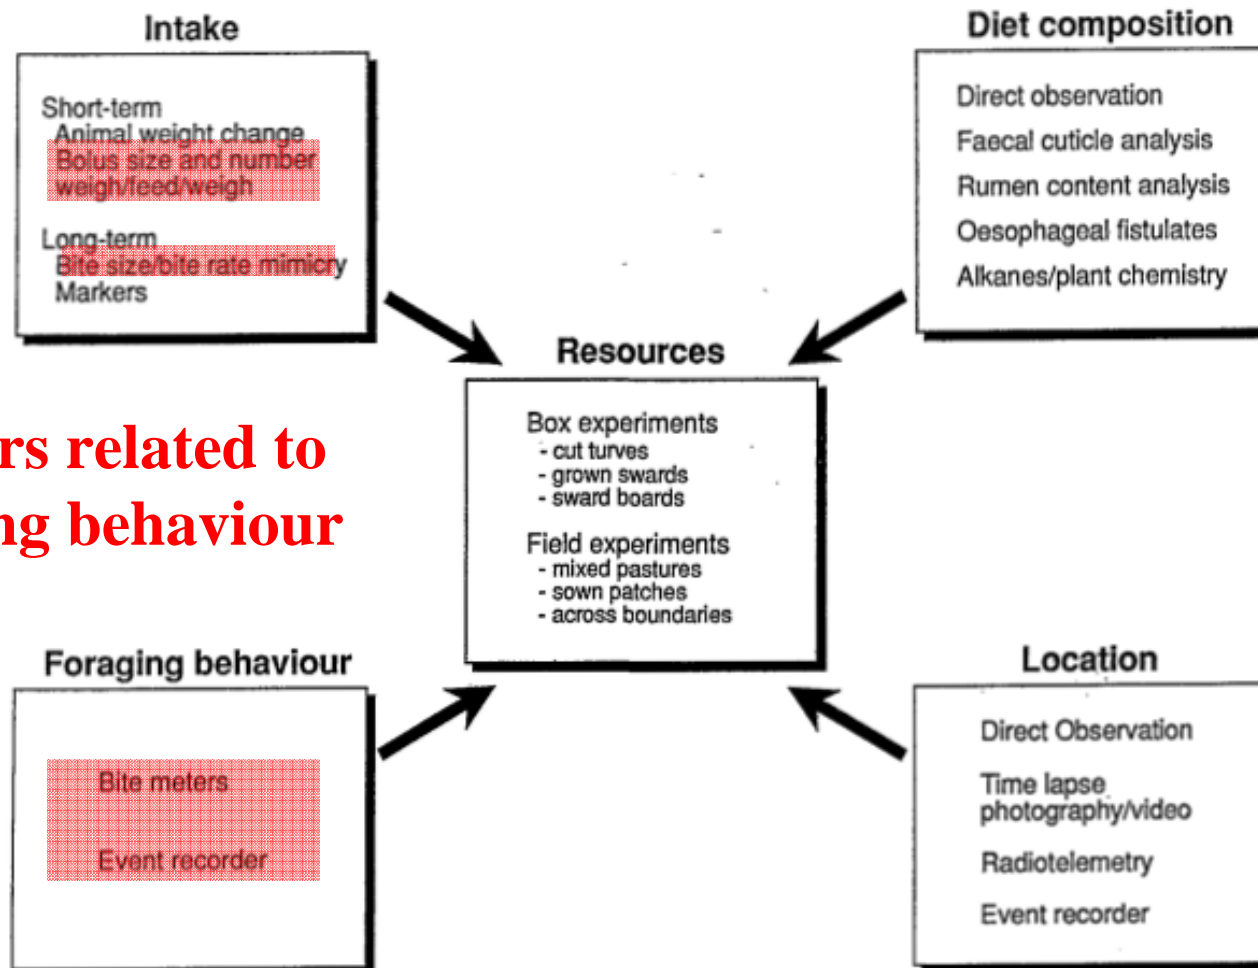 Intake
Short-term
Animal weight change
Bolus size and number
weigh/feed/weigh
Long-term
Bite size/bite rate mimicry
Markers
Diet composition
Direct observation
Faecal cuticle analysis
Rumen content analysis
Oesophageal fistulates
Alkanes/plant chemistry
Resources
Box experiments
- cut turves
- grown swards
- sward boards
Field experiments
- mixed pastures
- sown patches
- across boundaries
rs related to
ng behaviour
Foraging behaviour
Bite meters
Event recorder
Location
Direct Observation
Time lapse
photography/video
Radiotelemetry
Event recorder